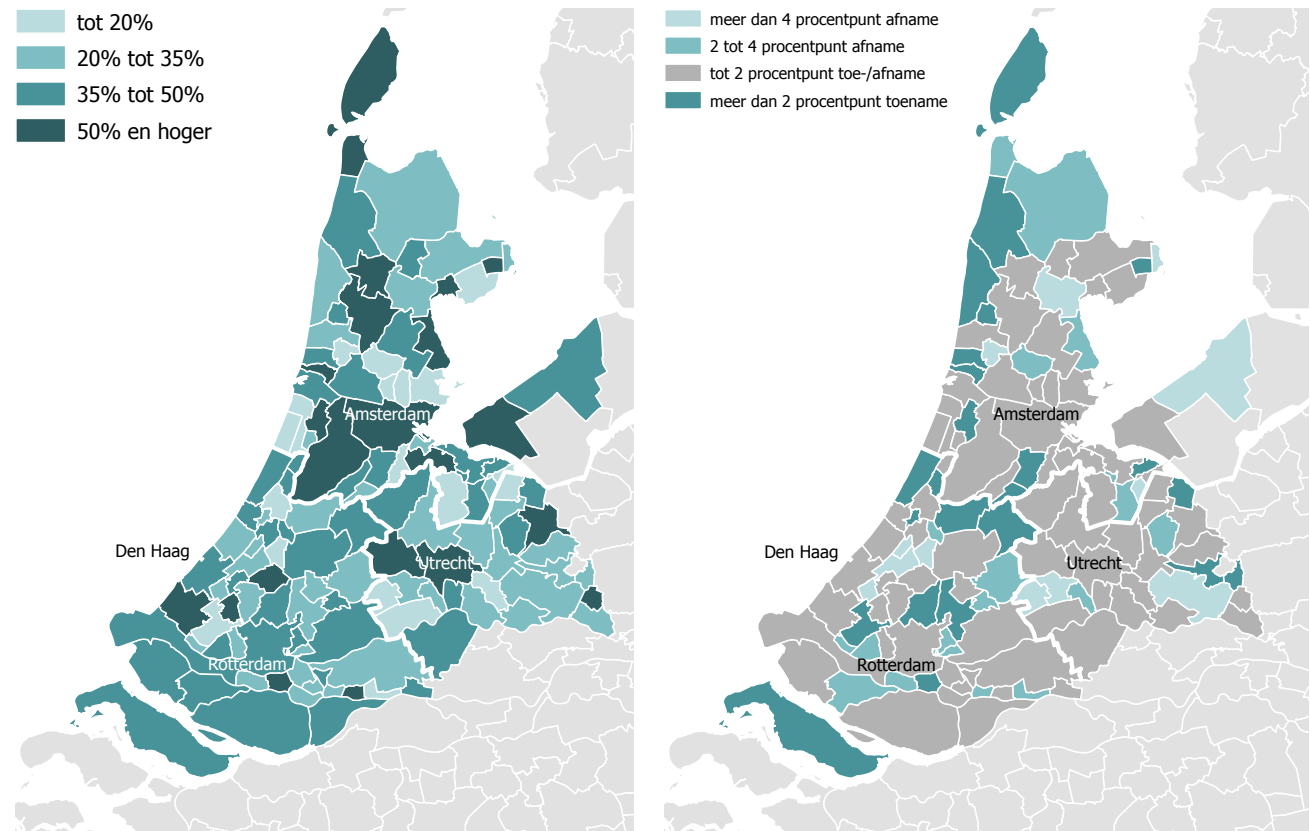 tot 20%
20% tot 35%
35% tot 50%
50% en hoger
Amsterdam
Den Haag
Utrecht
Rotterdam
meer dan 4 procentpunt afname
2 tot 4 procentpunt afname
tot 2 procentpunt toe-/afname
meer dan 2 procentpunt toename
Amsterdam
Den Haag
Utrecht
Rotterdam